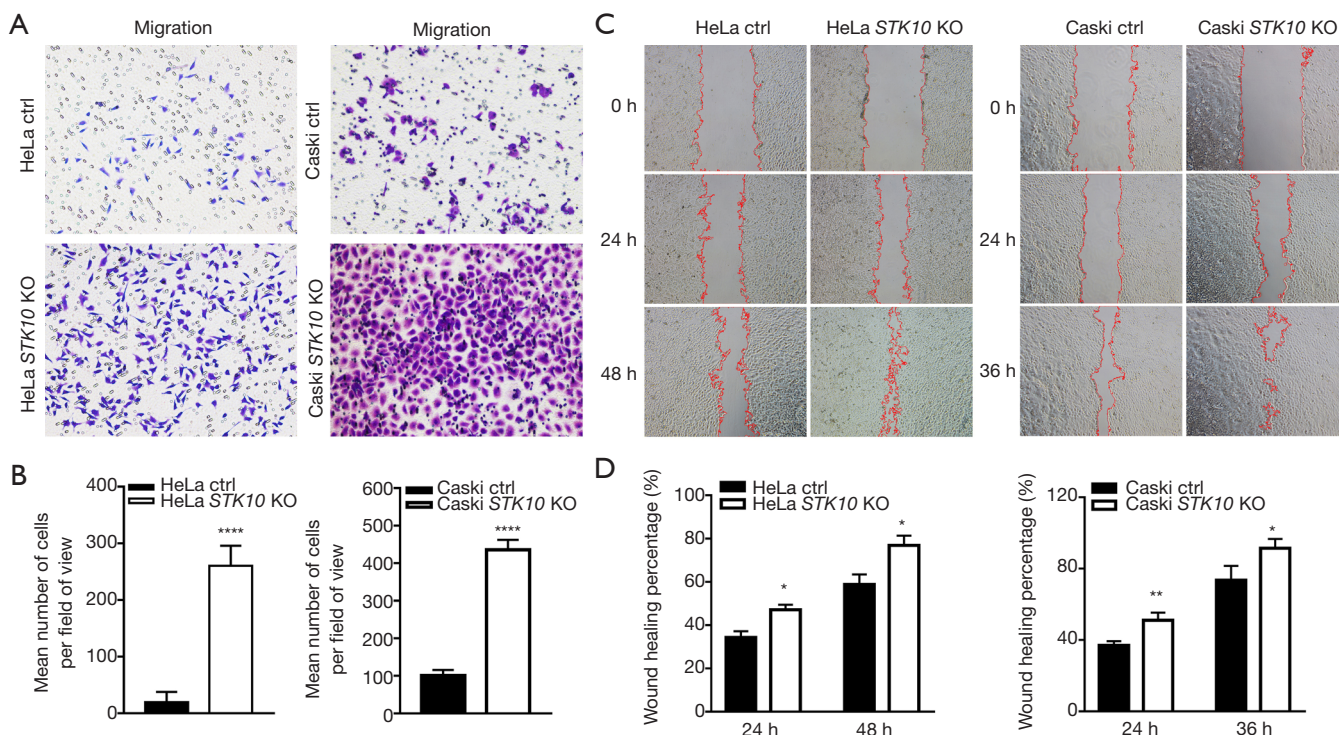 A
Migration
Migration
HeLa ctrl
Caski ctrl
HeLa STK10 KO
Caski STK10 KO
B
HeLa ctrl
HeLa STK10 KO
Mean number of cells
per field of view
400
300
200
100
0
****
Caski ctrl
Caski STK10 KO
Mean number of cells
per field of view
600
500
400
300
200
100
0
****
C
HeLa ctrl
HeLa STK10 KO
Caski ctrl
Caski STK10 KO
0 h
24 h
48 h
0 h
24 h
36 h
D
HeLa ctrl
HeLa STK10 KO
Wound healing percentage (%)
100
80
60
40
20
0
*
*
24 h
48 h
Caski ctrl
Caski STK10 KO
Wound healing percentage (%)
120
80
40
0
**
*
24 h
36 h